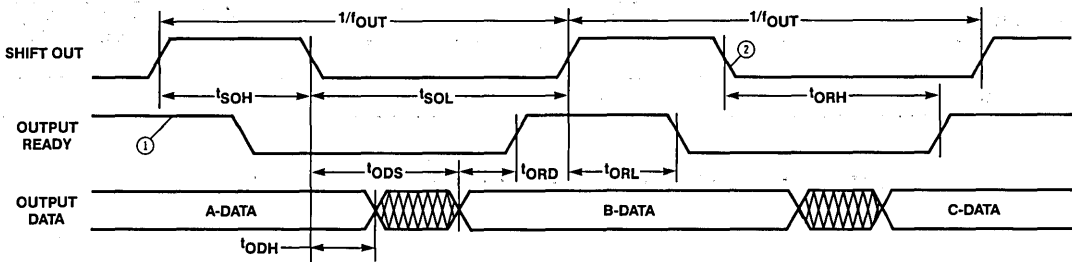 1/fOUT 1/fOUT
SHIFT OUT
②
tSOH tSOL tORH
OUTPUT
READY
①
tODS tORD tORL
OUTPUT
DATA
A-DATA B-DATA C-DATA
tODH